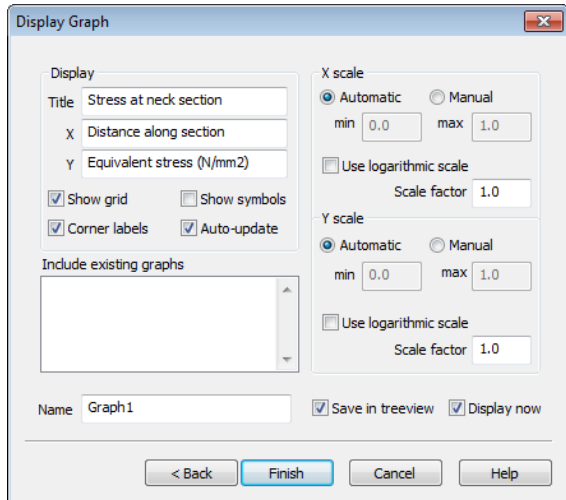 Display Graph
Display
Title Stress at neck section
X Distance along section
Y Equivalent stress (N/mm2)
Show grid Show symbols
Corner labels Auto-update
Include existing graphs
X scale
Automatic Manual
min 0.0 max 1.0
Use logarithmic scale
Scale factor 1.0
Y scale
Automatic Manual
min 0.0 max 1.0
Use logarithmic scale
Scale factor 1.0
Name Graph1 Save in treeview Display now
< Back Finish Cancel Help